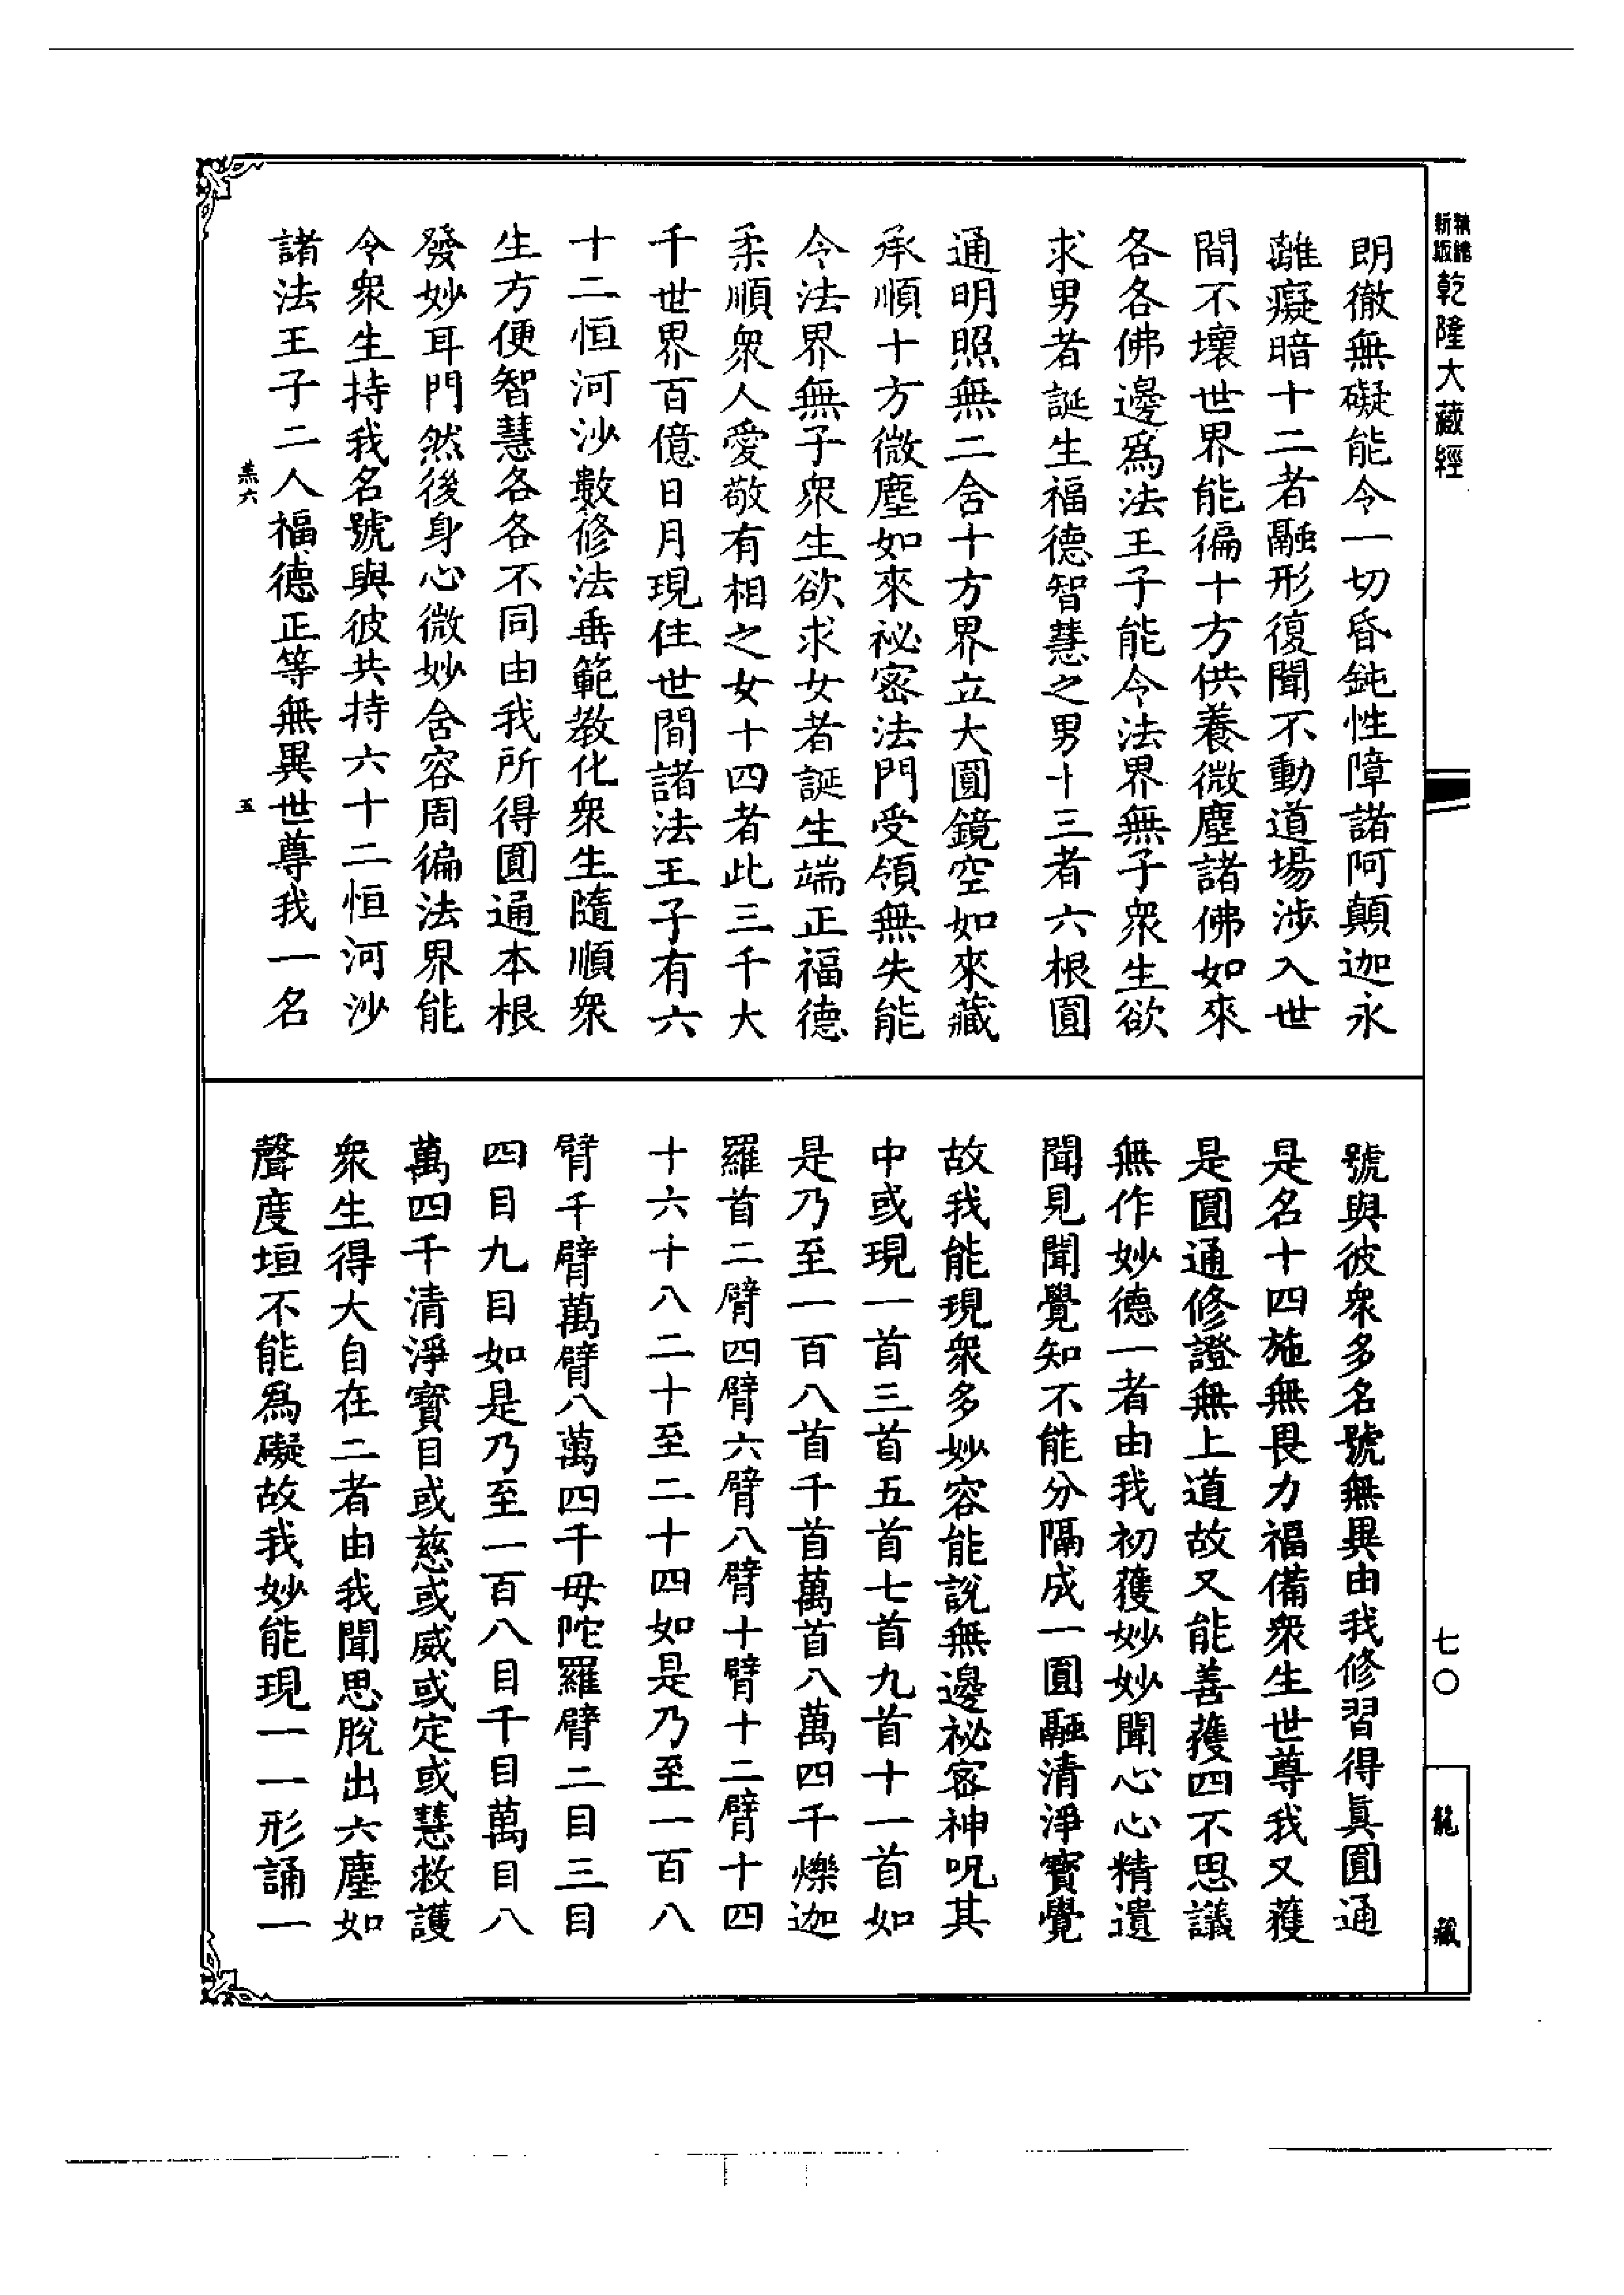 新版
精縮
乾隆大藏經
朗徹無礙能令一切昏鈍性障諸阿顛迦永
離癡暗十二者融形復聞不動道場涉入世
間不壞世界能徧十方供養微塵諸佛如來
各各佛邊爲法王子能令法界無子衆生欲
求男者誕生福德智慧之男十三者六根圓
通明照無二含十方界立大圓鏡空如來藏
承順十方微塵如來祕密法門受領無失能
令法界無子衆生欲求女者誕生端正福德
柔順衆人愛敬有相之女十四者此三千大
千世界百億日月現住世間諸法王子有六
十二恒河沙數修法垂範教化衆生隨順衆
生方便智慧各各不同由我所得圓通本根
發妙耳門然後身心微妙含容周徧法界能
令衆生持我名號與彼共持六十二恒河沙
諸法王子二人福德正等無異世尊我一名
羔六
五
號與彼衆多名號無異由我修習得眞圓通
是名十四施無畏力福備衆生世尊我又獲
是圓通修證無上道故又能善獲四不思議
無作妙德一者由我初獲妙妙聞心心精遺
聞見聞覺知不能分隔成一圓融清淨寶覺
故我能現衆多妙容能說無邊祕密神呪其
中或現一首三首五首七首九首十一首如
是乃至一百八首千首萬首八萬四千爍迦
羅首二臂四臂六臂八臂十臂十二臂十四
十六十八二十至二十四如是乃至一百八
臂千臂萬臂八萬四千母陀羅臂二目三目
四目九目如是乃至一百八目千目萬目八
萬四千清淨寶目或慈或威或定或慧救護
衆生得大自在二者由我聞思脫出六塵如
聲度垣不能爲礙故我妙能現一一形誦一
七〇
龍藏